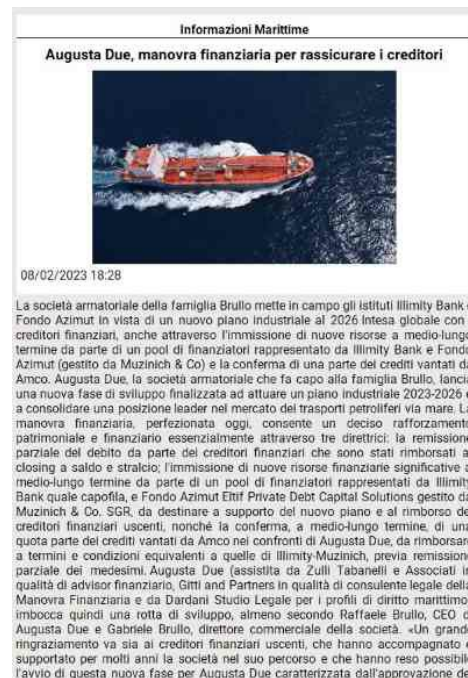 Informazioni Marittime
Augusta Due, manovra finanziaria per rassicurare i creditori
08/02/2023 18:28
La società armatoriale della famiglia Brullo mette in campo gli istituti Illimity Bank e
Fondo Azimut in vista di un nuovo piano industriale al 2026 Intesa globale con i
creditori finanziari, anche attraverso l'immissione di nuove risorse a medio-lungo
termine da parte di un pool di finanziatori rappresentato da Illimity Bank e Fondo
Azimut (gestito da Muzinich & Co) e la conferma di una parte dei crediti vantati da
Amco. Augusta Due, la società armatoriale che fa capo alla famiglia Brullo, lancia
una nuova fase di sviluppo finalizzata ad attuare un piano industriale 2023-2026 e
a consolidare una posizione leader nel mercato dei trasporti petroliferi via mare. La
manovra finanziaria, perfezionata oggi, consente un deciso rafforzamento
patrimoniale e finanziario essenzialmente attraverso tre direttrici: la remissione
parziale del debito da parte dei creditori finanziari che sono stati rimborsati al
closing a saldo e stralcio; l'immissione di nuove risorse finanziarie significative a
medio-lungo termine da parte di un pool di finanziatori rappresentati da Illimity
Bank quale capofila, e Fondo Azimut Eltif Private Debt Capital Solutions gestito da
Muzinich & Co. SGR, da destinare a supporto del nuovo piano e al rimborso dei
creditori finanziari uscenti, nonché la conferma, a medio-lungo termine, di una
quota parte dei crediti vantati da Amco nei confronti di Augusta Due, da rimborsare
a termini e condizioni equivalenti a quelle di Illimity-Muzinich, previa remissione
parziale dei medesimi. Augusta Due (assistita da Zulli Tabanelli e Associati in
qualità di advisor finanziario, Gitti and Partners in qualità di consulente legale della
Manovra Finanziaria e da Dardani Studio Legale per i profili di diritto marittimo)
imbocca quindi una rotta di sviluppo, almeno secondo Raffaele Brullo, CEO di
Augusta Due e Gabriele Brullo, direttore commerciale della società. «Un grande
ringraziamento va sia ai creditori finanziari uscenti, che hanno accompagnato e
supportato per molti anni la società nel suo percorso e che hanno reso possibile
l'avvio di questa nuova fase per Augusta Due caratterizzata dall'approvazione del